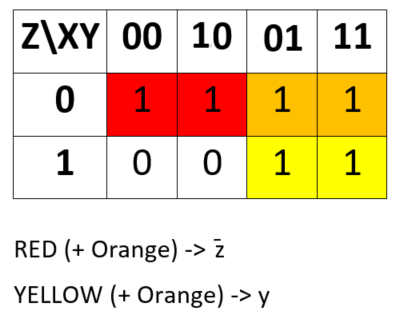 Z\XY 00 10 01 11
0 1 1 1 1
1 0 0 1 1
RED (+ Orange) -> z̄
YELLOW (+ Orange) -> y